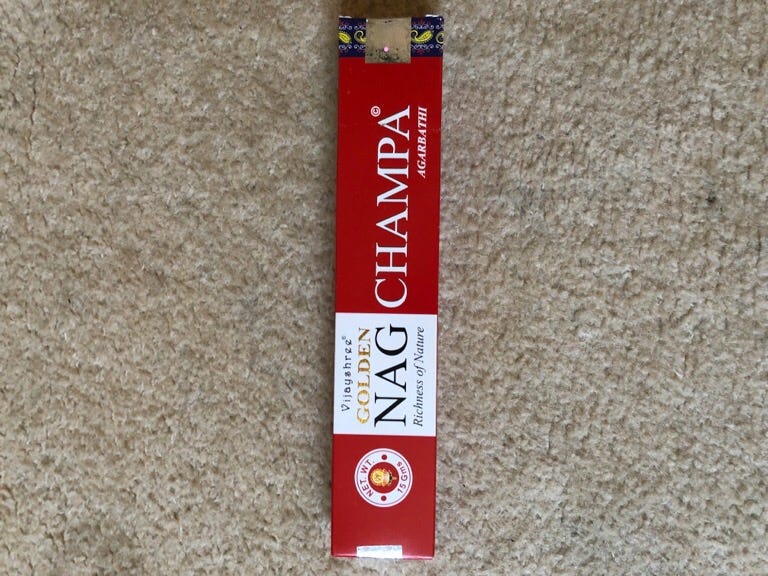 Vijayshree®
GOLDEN
NAG CHAMPA©
Richness of Nature
AGARBATHI
NET. WT.
15 Gms